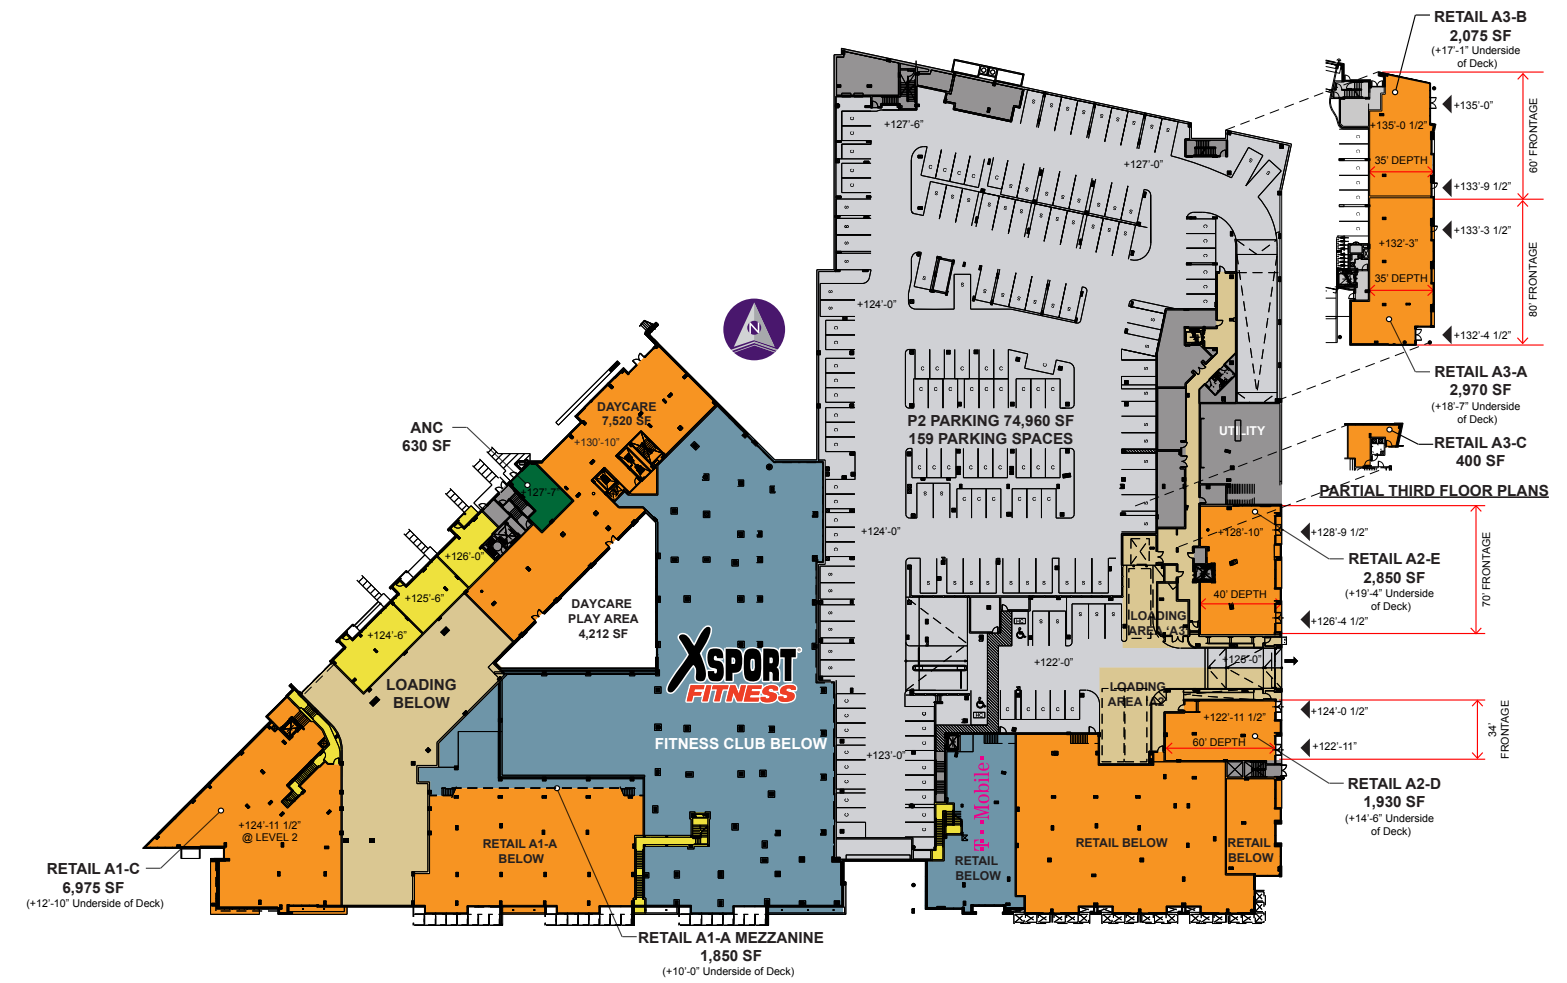 RETAIL A3-B
2,075 SF
(+17'-1" Underside
of Deck)
+135'-0"
+135'-0 1/2"
60' FRONTAGE
35' DEPTH
+133'-9 1/2"
+133'-3 1/2"
+132'-3"
35' DEPTH
80' FRONTAGE
+132'-4 1/2"
RETAIL A3-A
2,970 SF
(+18'-7" Underside
of Deck)
RETAIL A3-C
400 SF
PARTIAL THIRD FLOOR PLANS
+127'-6"
+127'-0"
+124'-0"
N
P2 PARKING 74,960 SF
159 PARKING SPACES
UTILITY
+124'-0"
DAYCARE
7,520 SF
+130'-10"
ANC
630 SF
+127'-7"
+126'-0"
+125'-6"
+124'-6"
DAYCARE
PLAY AREA
4,212 SF
LOADING
BELOW
XSPORT
FITNESS
FITNESS CLUB BELOW
+128'-10"
+128'-9 1/2"
RETAIL A2-E
2,850 SF
(+19'-4" Underside
of Deck)
40' DEPTH
70' FRONTAGE
+126'-4 1/2"
LOADING
AREA 'A3'
+122'-0"
+125'-0"
LOADING
AREA 'A2'
+122'-11 1/2"
+124'-0 1/2"
34'
FRONTAGE
60' DEPTH
+122'-11"
RETAIL A2-D
1,930 SF
(+14'-6" Underside
of Deck)
+123'-0"
T··Mobile·
RETAIL
BELOW
RETAIL BELOW
RETAIL
BELOW
+124'-11 1/2"
@ LEVEL 2
RETAIL A1-A
BELOW
RETAIL A1-C
6,975 SF
(+12'-10" Underside of Deck)
RETAIL A1-A MEZZANINE
1,850 SF
(+10'-0" Underside of Deck)